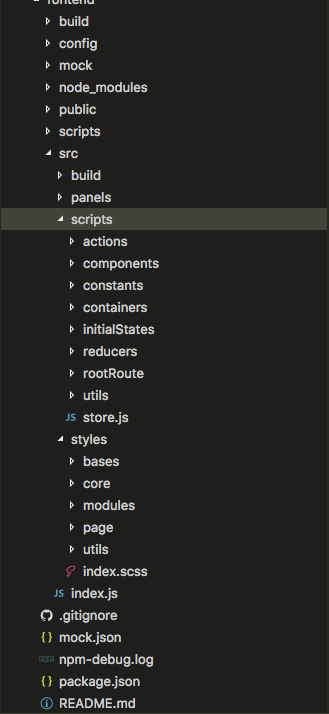 build
config
mock
node_modules
public
scripts
src
build
panels
scripts
actions
components
constants
containers
initialStates
reducers
rootRoute
utils
JS store.js
styles
bases
core
modules
page
utils
index.scss
JS index.js
.gitignore
{ } mock.json
npm-debug.log
{ } package.json
README.md